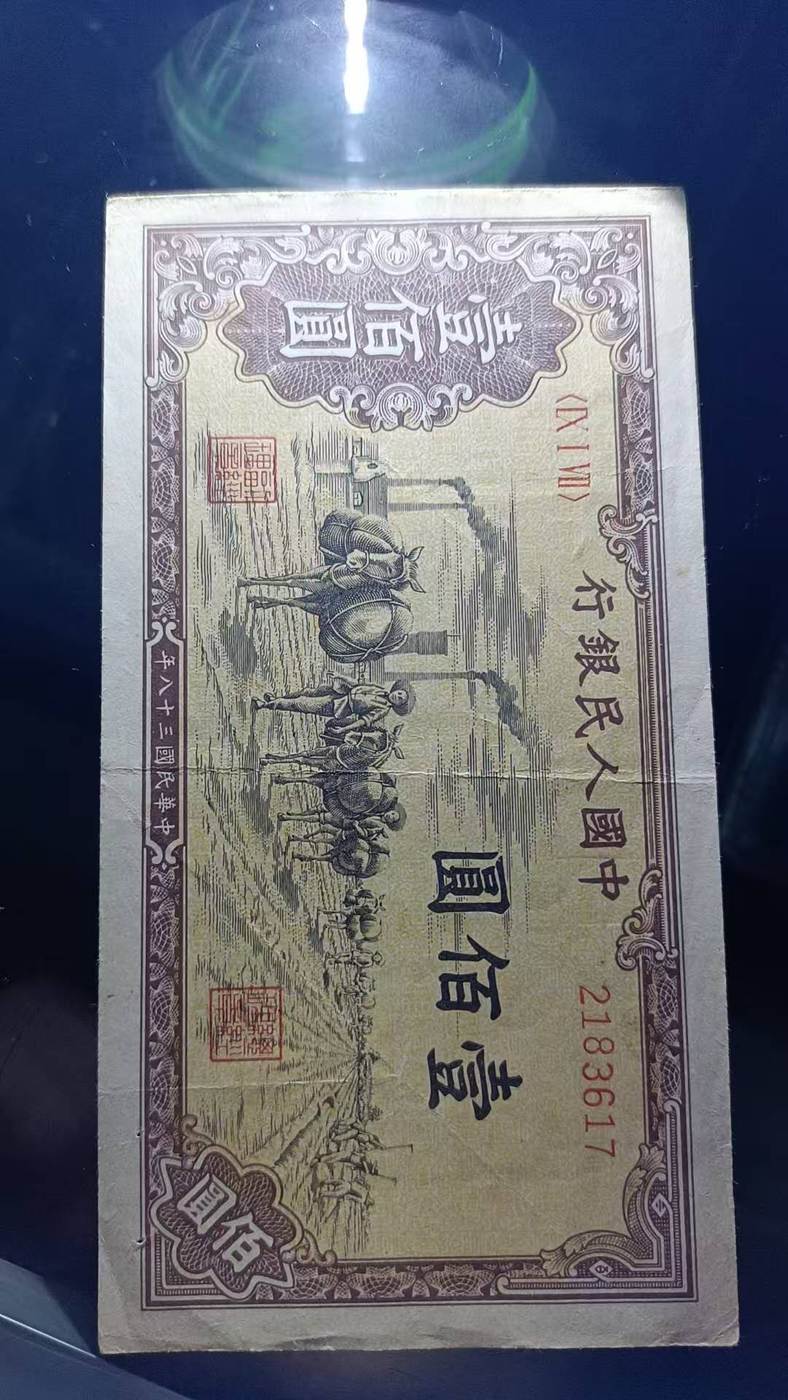 中國人民銀行
〈IX I VII〉
2183617
壹佰圓
壹佰圓
佰圓
中華民國三十八年